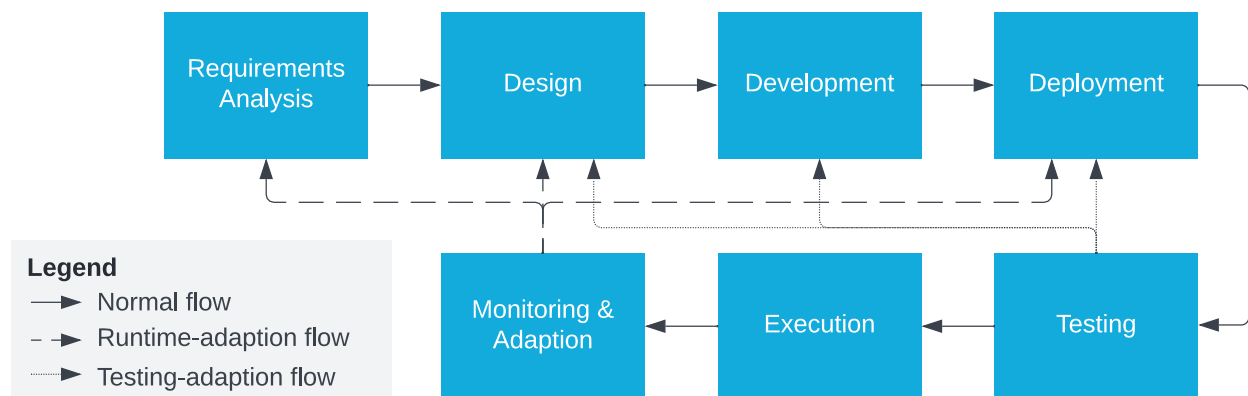 Requirements
Analysis
Design
Development
Deployment
Legend
Normal flow
Runtime-adaption flow
Testing-adaption flow
Monitoring &
Adaption
Execution
Testing